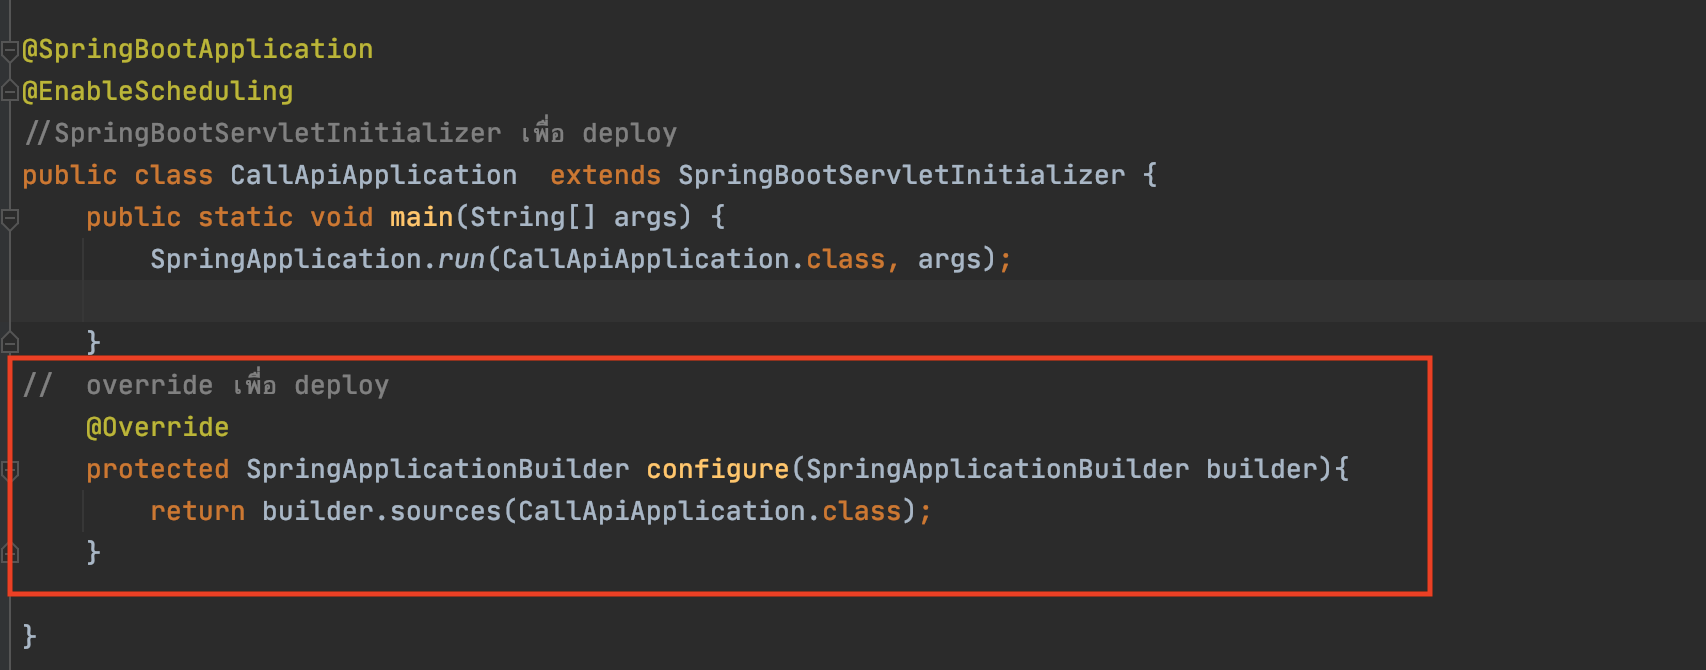 @SpringBootApplication
@EnableScheduling
//SpringBootServletInitializer เพื่อ deploy
public class CallApiApplication  extends SpringBootServletInitializer {
    public static void main(String[] args) {
        SpringApplication.run(CallApiApplication.class, args);
    }
//  override เพื่อ deploy
    @Override
    protected SpringApplicationBuilder configure(SpringApplicationBuilder builder){
        return builder.sources(CallApiApplication.class);
    }
}